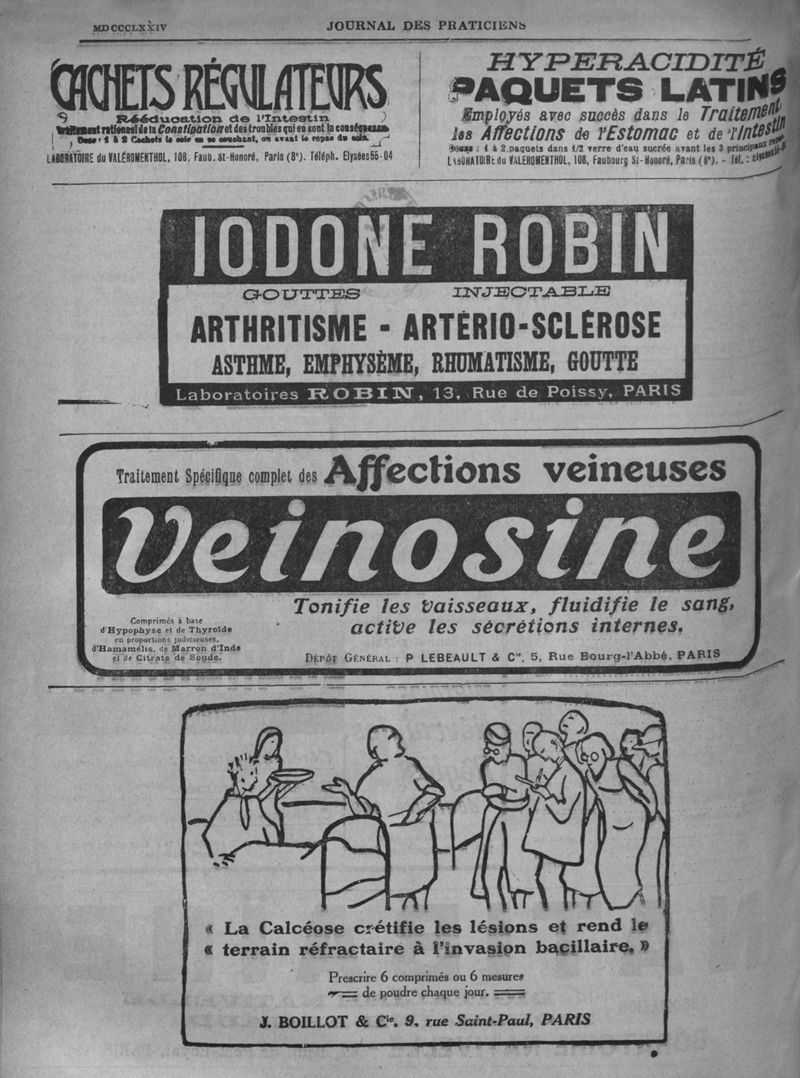 MDCCCLXXIV
JOURNAL DES PRATICIENS
CACHETS RÉGULATEURS
Rééducation de l'Intestin
Traitement rationnel de la Constipation et des troubles qui en sont la conséquence
Dose : 1 à 2 Cachets le soir en se couchant, ou avant le repas du soir.
LABORATOIRE du VALÉROMENTHOL, 108, Faub. St-Honoré, Paris (8e). Téléph. Elysées 55-04
HYPERACIDITÉ
PAQUETS LATINS
Employés avec succès dans le Traitement
les Affections de l'Estomac et de l'Intestin
Doses : 1 à 2 paquets dans 1/2 verre d'eau sucrée avant les 3 principaux repas
LABORATOIRE du VALEROMENTHOL, 108, Faubourg St-Honoré, Paris (8e). - Tél. :
IODONE ROBIN
GOUTTES INJECTABLE
ARTHRITISME - ARTÉRIO-SCLÉROSE
ASTHME, EMPHYSÈME, RHUMATISME, GOUTTE
Laboratoires ROBIN, 13, Rue de Poissy, PARIS
Traitement Spécifique complet des Affections veineuses
Veinosine
Tonifie les vaisseaux, fluidifie le sang,
active les sécrétions internes.
Comprimés à base
d'Hypophyse et de Thyroïde
en proportions judicieuses,
d'Hamamélis, de Marron d'Inde
et de Citrate de Soude.
DÉPÔT GÉNÉRAL : P LEBEAULT & Cie, 5, Rue Bourg-l'Abbé, PARIS
« La Calcéose crétifie les lésions et rend le
« terrain réfractaire à l'invasion bacillaire. »
Prescrire 6 comprimés ou 6 mesures
de poudre chaque jour.
J. BOILLOT & Cie, 9, rue Saint-Paul, PARIS